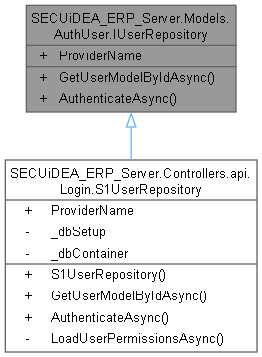 SECUiDEA_ERP_Server.Models.
AuthUser.IUserRepository
+ ProviderName
+ GetUserModelByIdAsync()
+ AuthenticateAsync()
SECUiDEA_ERP_Server.Controllers.api.
Login.S1UserRepository
+ ProviderName
- _dbSetup
- _dbContainer
+ S1UserRepository()
+ GetUserModelByIdAsync()
+ AuthenticateAsync()
- LoadUserPermissionsAsync()